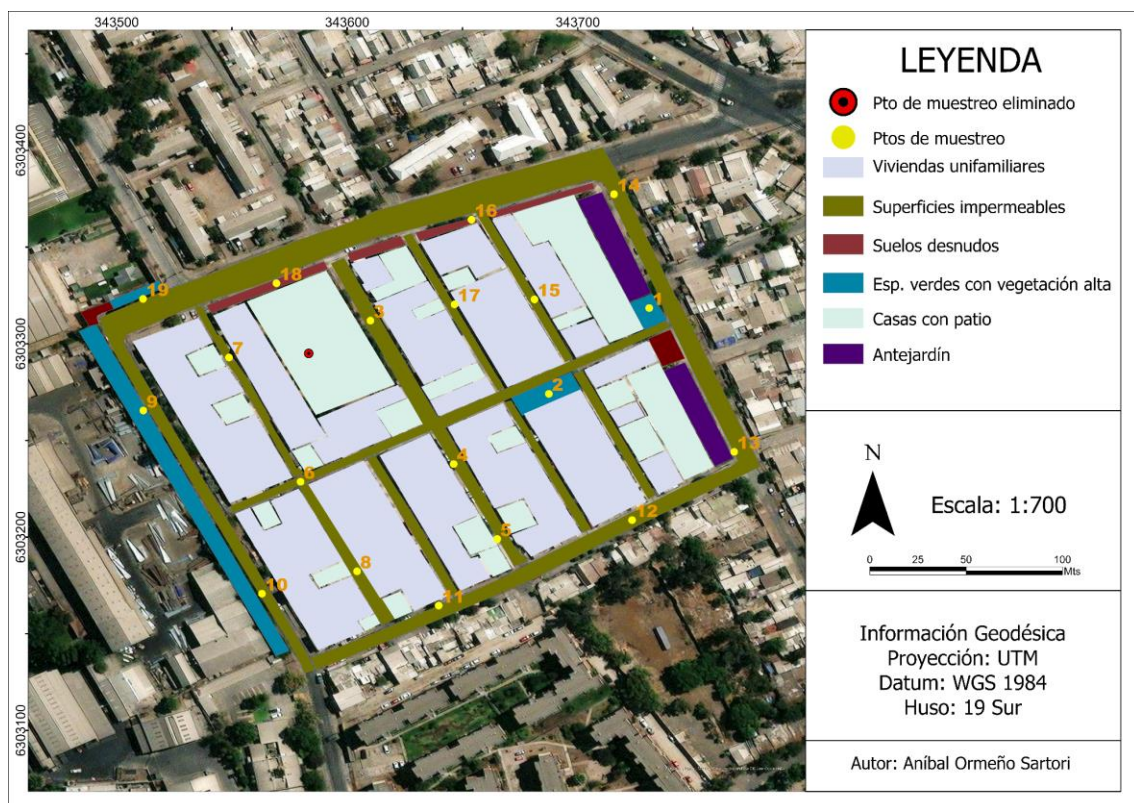 343500
343600
343700
6303400
6303300
6303200
6303100
14
16
18
19
1
3
17
15
7
2
9
4
13
6
5
12
8
10
11
LEYENDA
Pto de muestreo eliminado
Ptos de muestreo
Viviendas unifamiliares
Superficies impermeables
Suelos desnudos
Esp. verdes con vegetación alta
Casas con patio
Antejardín
N
Escala: 1:700
0 25 50 100
Mts
Información Geodésica
Proyección: UTM
Datum: WGS 1984
Huso: 19 Sur
Autor: Aníbal Ormeño Sartori